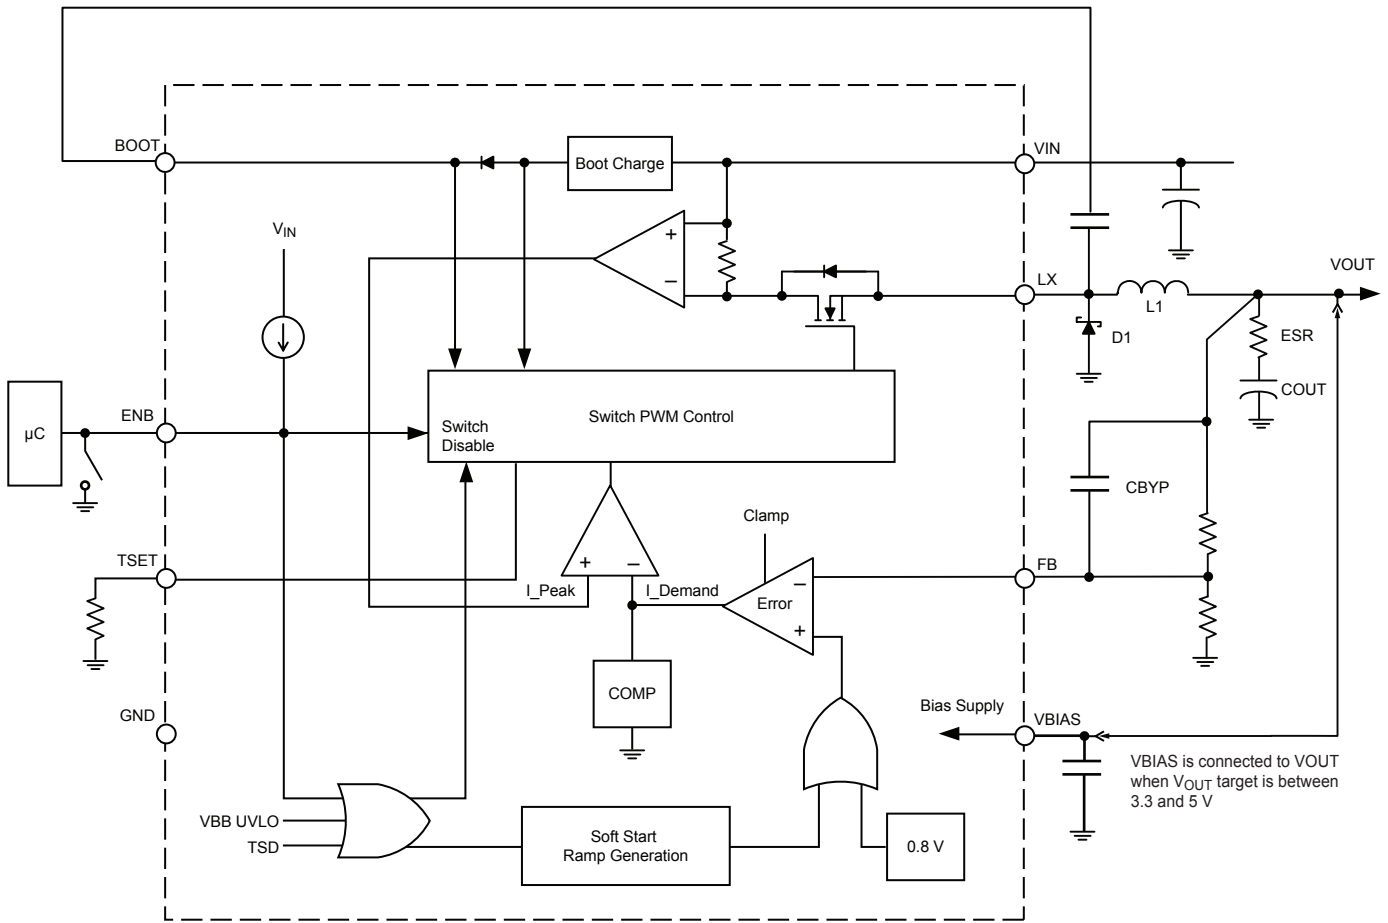 BOOT
Boot Charge
VIN
VIN
+
−
LX
VOUT
L1
D1
ESR
COUT
µC
ENB
Switch
Disable
Switch PWM Control
CBYP
Clamp
TSET
+
−
I_Peak
I_Demand
Error
−
+
FB
COMP
GND
Bias Supply
VBIAS
VBIAS is connected to VOUT
when VOUT target is between
3.3 and 5 V
VBB UVLO
TSD
Soft Start
Ramp Generation
0.8 V